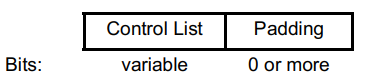 Control List Padding
Bits: variable 0 or more